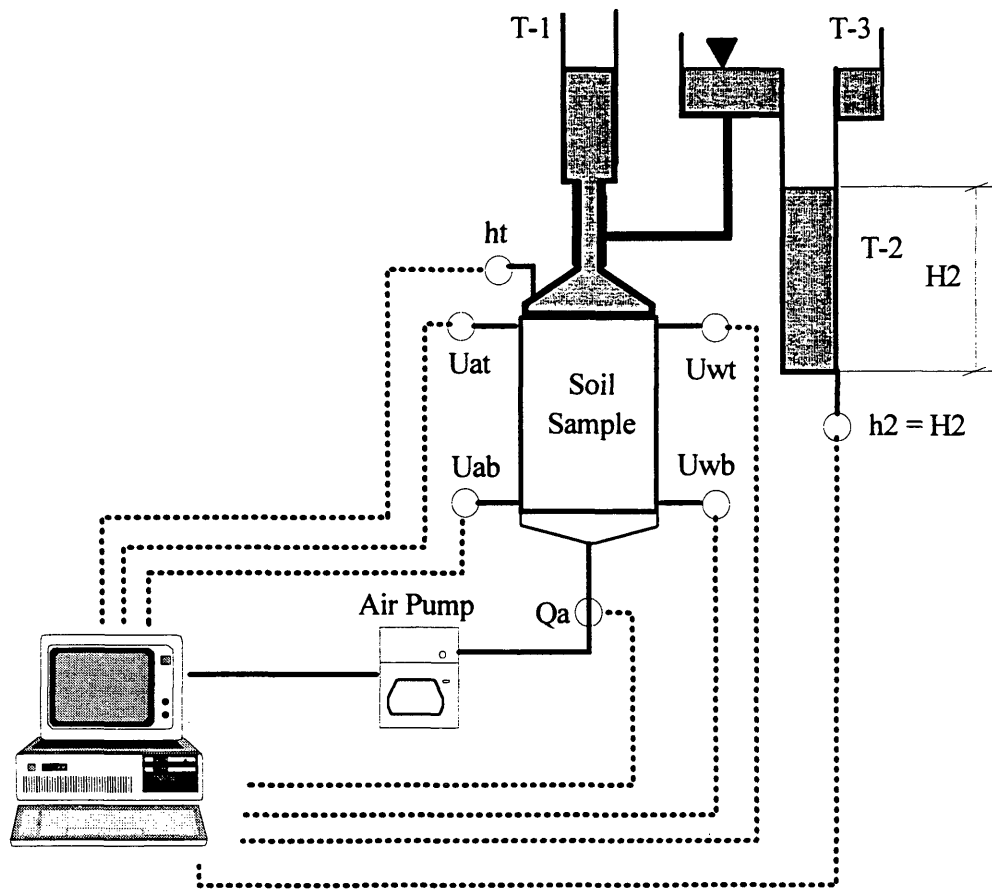 T-1
T-3
ht
T-2
H2
Uat
Uwt
Soil
Sample
h2 = H2
Uab
Uwb
Air Pump
Qa